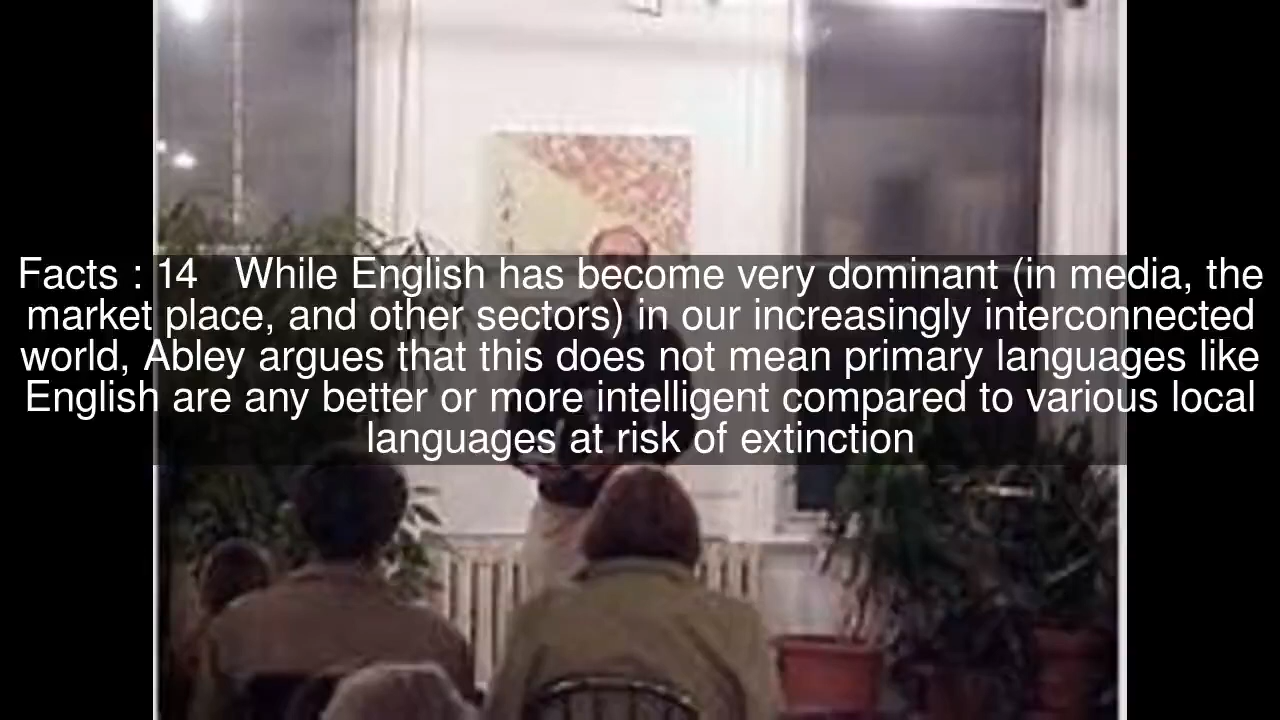 Facts : 14 While English has become very dominant (in media, the
market place, and other sectors) in our increasingly interconnected
world, Abley argues that this does not mean primary languages like
English are any better or more intelligent compared to various local
languages at risk of extinction